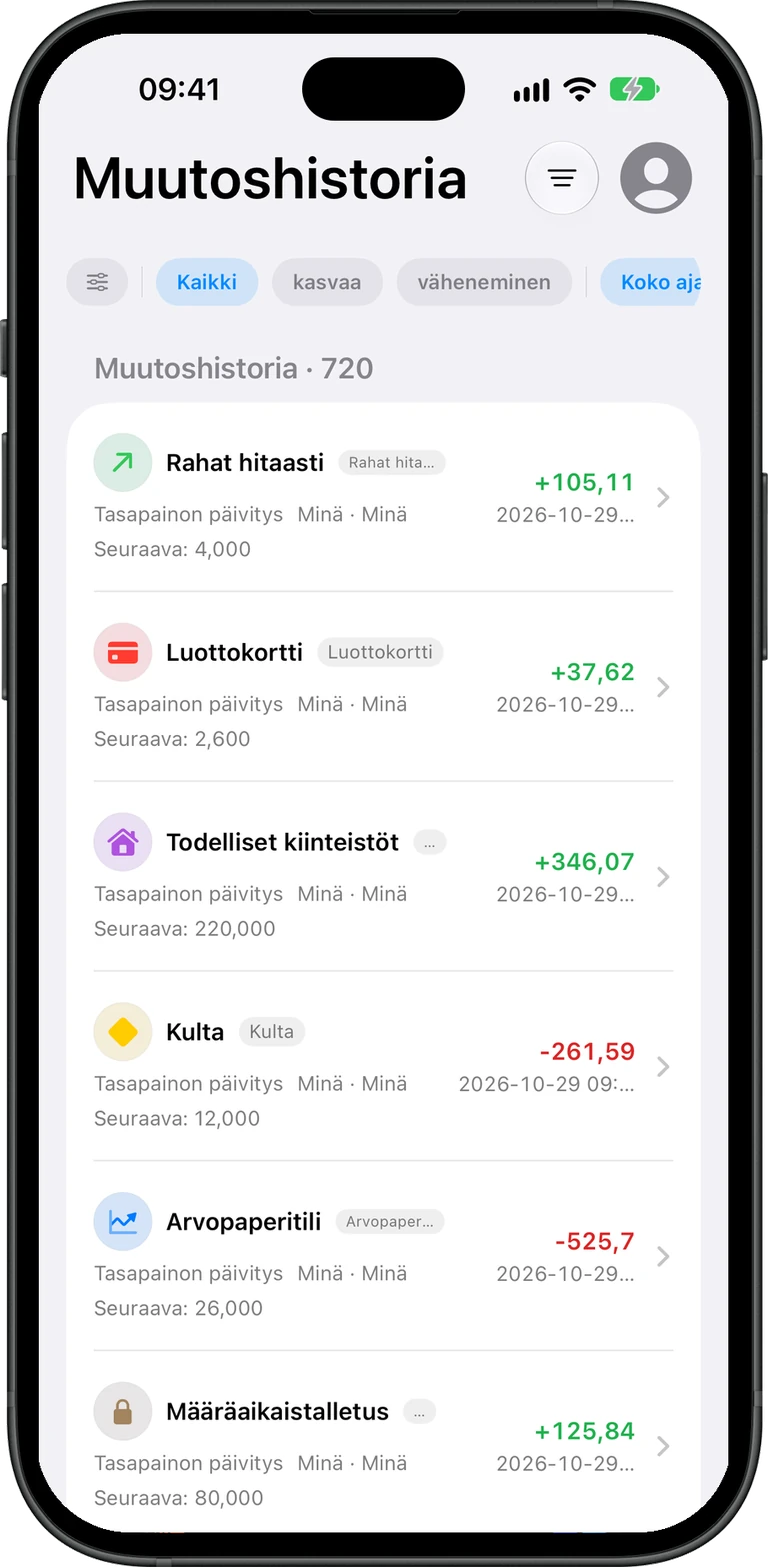 09:41
Muutoshistoria
Kaikki kasvaa väheneminen Koko aja
Muutoshistoria · 720
Rahat hitaasti Rahat hita...
+105,11
Tasapainon päivitys Minä · Minä 2026-10-29...
Seuraava: 4,000
Luottokortti Luottokortti
+37,62
Tasapainon päivitys Minä · Minä 2026-10-29...
Seuraava: 2,600
Todelliset kiinteistöt ...
+346,07
Tasapainon päivitys Minä · Minä 2026-10-29...
Seuraava: 220,000
Kulta Kulta
-261,59
Tasapainon päivitys Minä · Minä 2026-10-29 09:...
Seuraava: 12,000
Arvopaperitili Arvopaper...
-525,7
Tasapainon päivitys Minä · Minä 2026-10-29...
Seuraava: 26,000
Määräaikaistalletus ...
+125,84
Tasapainon päivitys Minä · Minä 2026-10-29...
Seuraava: 80,000